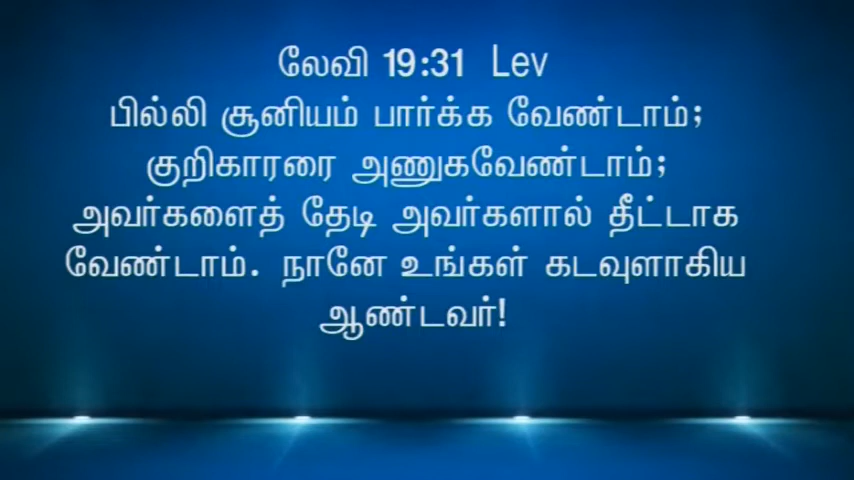 லேவி 19:31 Lev
பில்லி சூனியம் பார்க்க வேண்டாம்;
குறிகாரரை அணுகவேண்டாம்;
அவர்களைத் தேடி அவர்களால் தீட்டாக
வேண்டாம். நானே உங்கள் கடவுளாகிய
ஆண்டவர்!